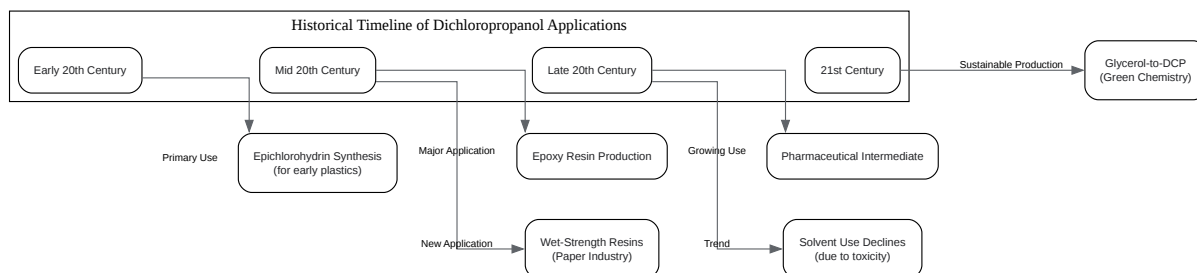 Historical Timeline of Dichloropropanol Applications
Early 20th Century
Mid 20th Century
Late 20th Century
21st Century
Sustainable Production
Glycerol-to-DCP
(Green Chemistry)
Primary Use
Epichlorohydrin Synthesis
(for early plastics)
Major Application
Epoxy Resin Production
Growing Use
Pharmaceutical Intermediate
New Application
Wet-Strength Resins
(Paper Industry)
Trend
Solvent Use Declines
(due to toxicity)